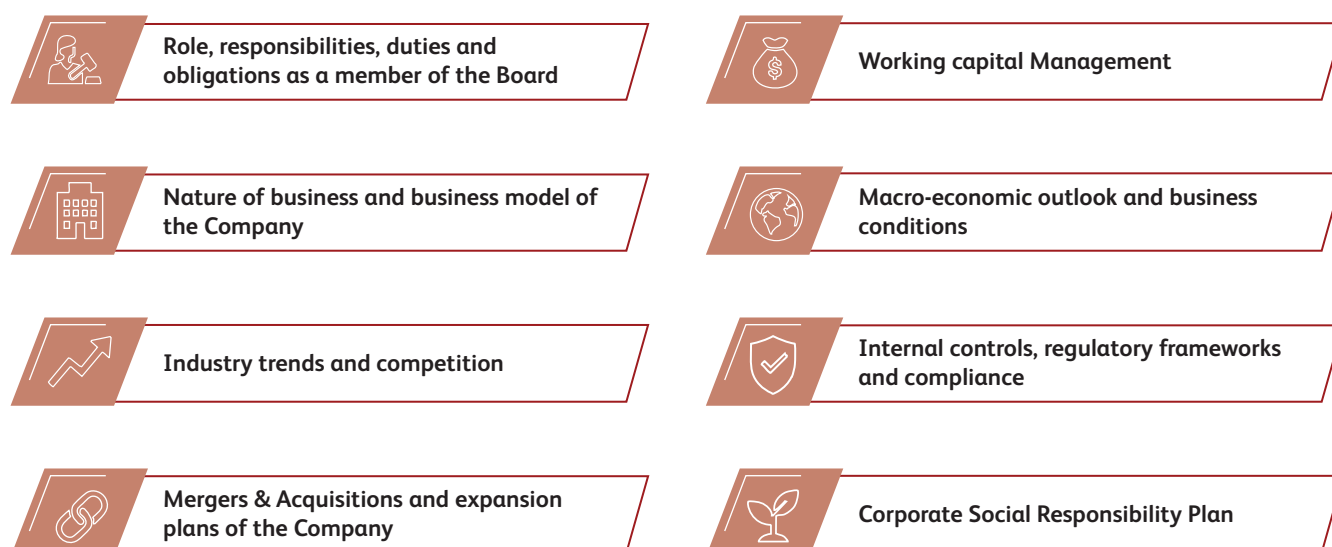 Role, responsibilities, duties and
obligations as a member of the Board
Working capital Management
Nature of business and business model of
the Company
Macro-economic outlook and business
conditions
Industry trends and competition
Internal controls, regulatory frameworks
and compliance
Mergers & Acquisitions and expansion
plans of the Company
Corporate Social Responsibility Plan